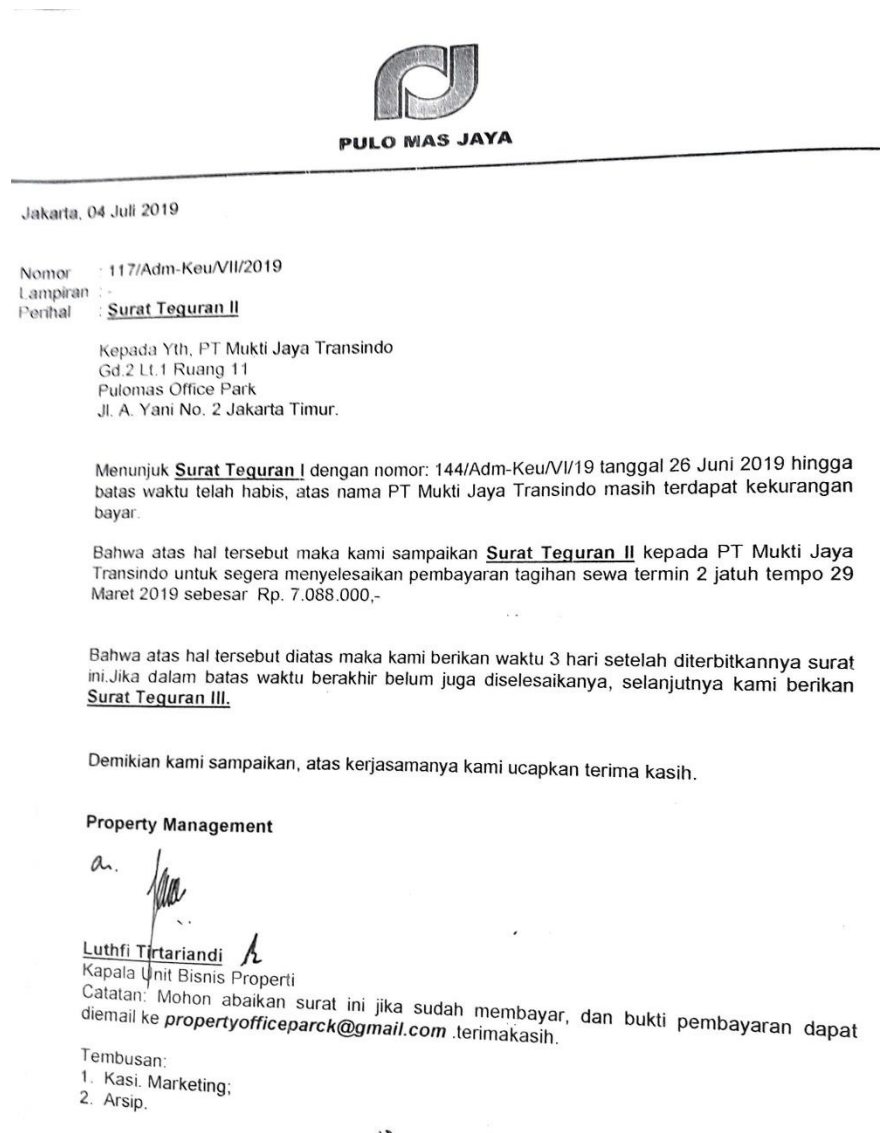 PULO MAS JAYA
Jakarta, 04 Juli 2019
Nomor : 117/Adm-Keu/VII/2019
Lampiran : -
Perihal : Surat Teguran II
Kepada Yth, PT Mukti Jaya Transindo
Gd.2 Lt.1 Ruang 11
Pulomas Office Park
Jl. A. Yani No. 2 Jakarta Timur.
Menunjuk Surat Teguran I dengan nomor: 144/Adm-Keu/VI/19 tanggal 26 Juni 2019 hingga
batas waktu telah habis, atas nama PT Mukti Jaya Transindo masih terdapat kekurangan
bayar.
Bahwa atas hal tersebut maka kami sampaikan Surat Teguran II kepada PT Mukti Jaya
Transindo untuk segera menyelesaikan pembayaran tagihan sewa termin 2 jatuh tempo 29
Maret 2019 sebesar Rp. 7.088.000,-
Bahwa atas hal tersebut diatas maka kami berikan waktu 3 hari setelah diterbitkannya surat
ini.Jika dalam batas waktu berakhir belum juga diselesaikanya, selanjutnya kami berikan
Surat Teguran III.
Demikian kami sampaikan, atas kerjasamanya kami ucapkan terima kasih.
Property Management
an.
Luthfi Tirtariandi
Kapala Unit Bisnis Properti
Catatan: Mohon abaikan surat ini jika sudah membayar, dan bukti pembayaran dapat
diemail ke propertyofficeparck@gmail.com .terimakasih.
Tembusan:
1. Kasi. Marketing;
2. Arsip.